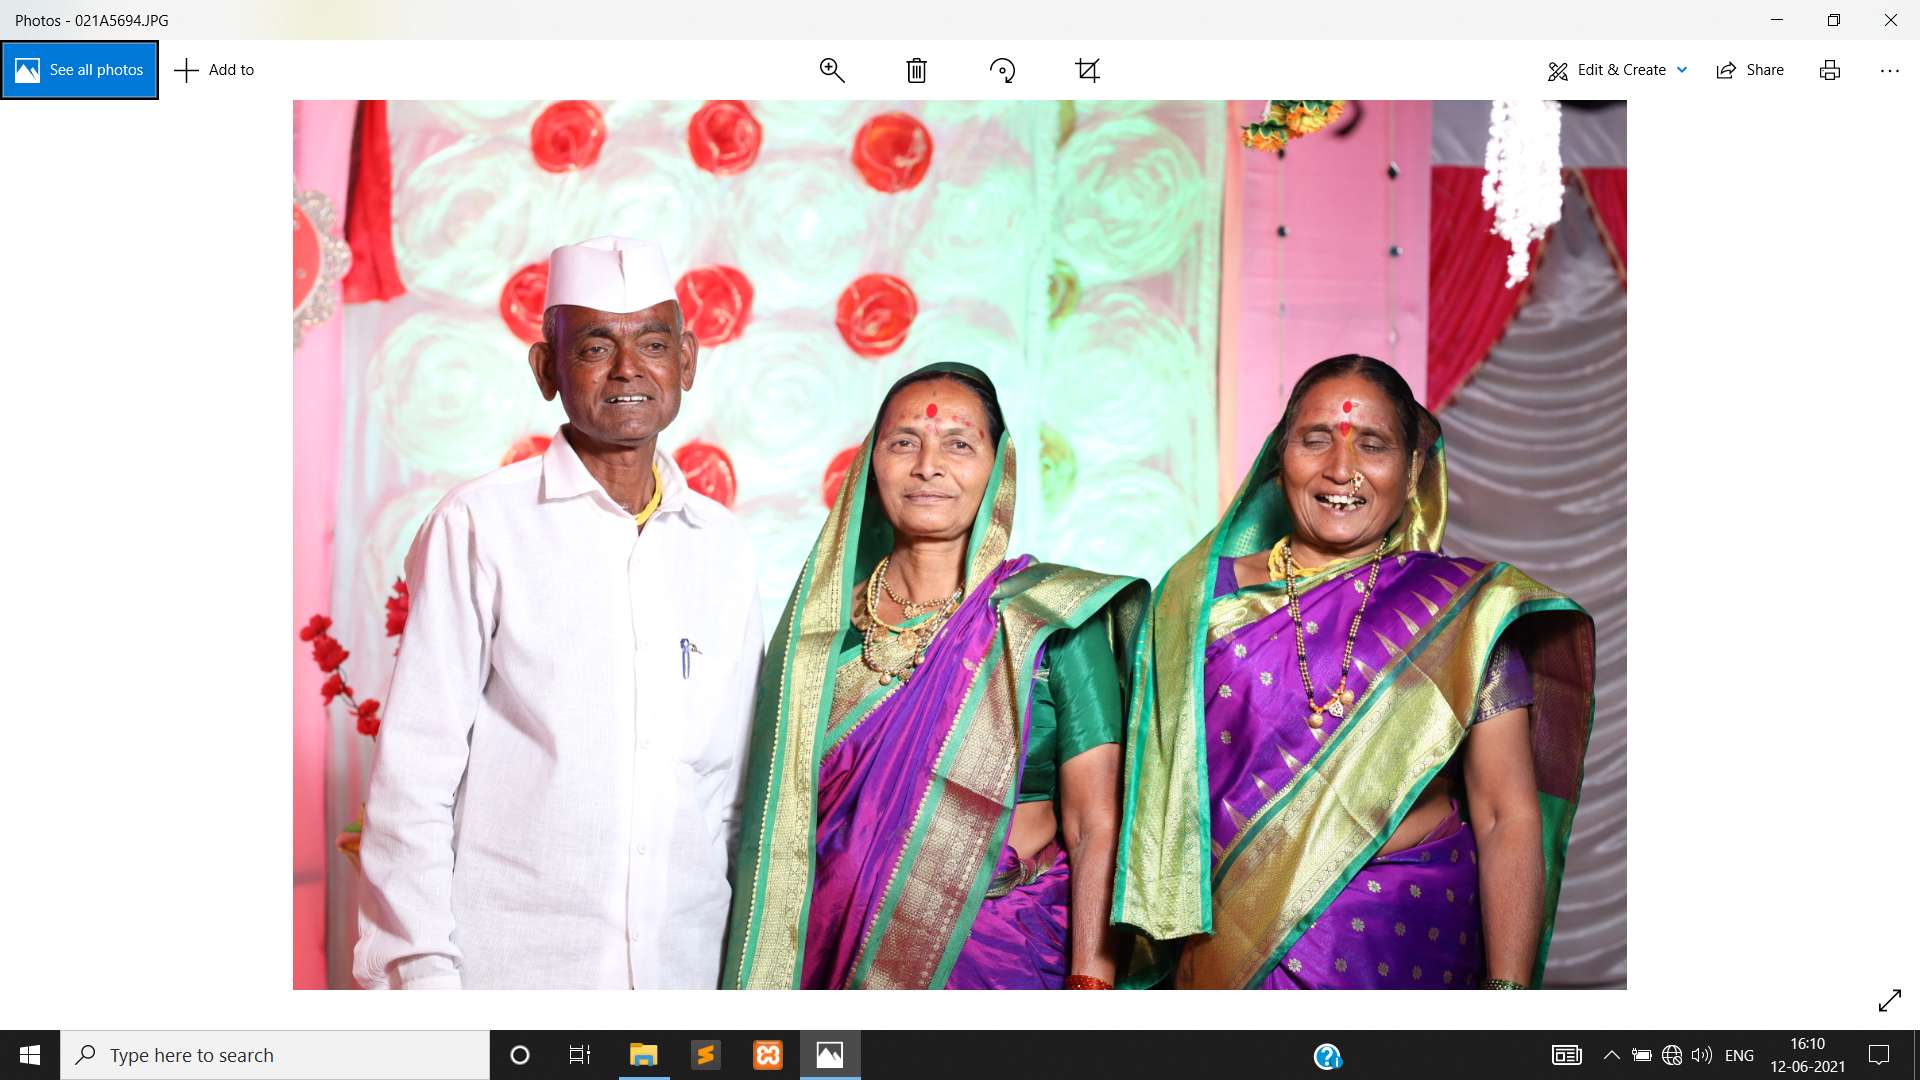 Photos - 021A5694.JPG
See all photos
Add to
Edit & Create
Share
Type here to search
ENG
16:10
12-06-2021